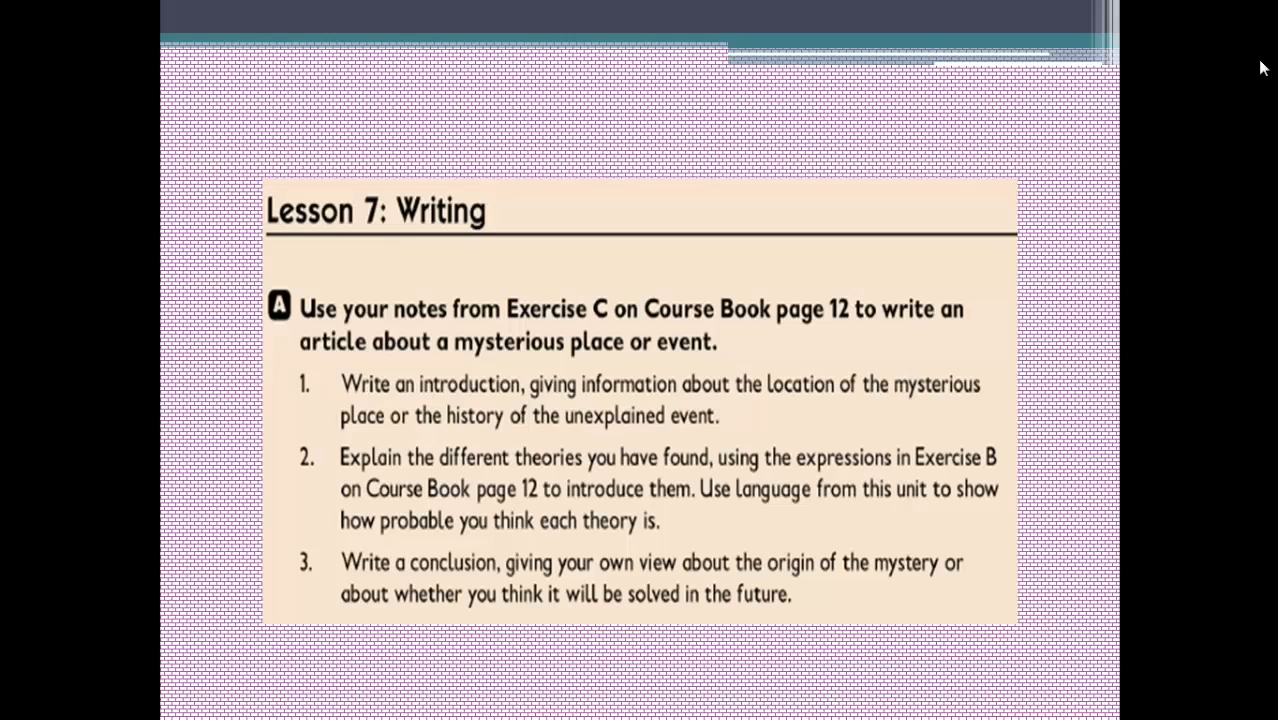 Lesson 7: Writing
A Use your notes from Exercise C on Course Book page 12 to write an
article about a mysterious place or event.
1. Write an introduction, giving information about the location of the mysterious
place or the history of the unexplained event.
2. Explain the different theories you have found, using the expressions in Exercise B
on Course Book page 12 to introduce them. Use language from this unit to show
how probable you think each theory is.
3. Write a conclusion, giving your own view about the origin of the mystery or
about whether you think it will be solved in the future.